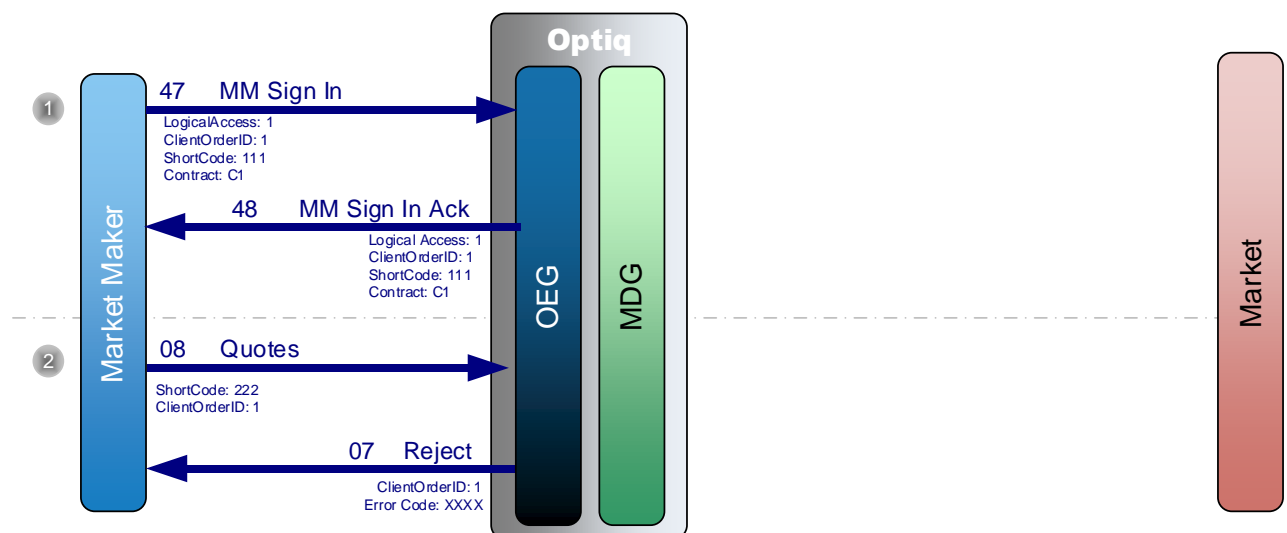 Optiq
1
47 MM Sign In
LogicalAccess: 1
ClientOrderID: 1
ShortCode: 111
Contract: C1
48 MM Sign In Ack
Logical Access: 1
ClientOrderID: 1
ShortCode: 111
Contract: C1
Market Maker
OEG
MDG
Market
2
08 Quotes
ShortCode: 222
ClientOrderID: 1
07 Reject
ClientOrderID: 1
Error Code: XXXX